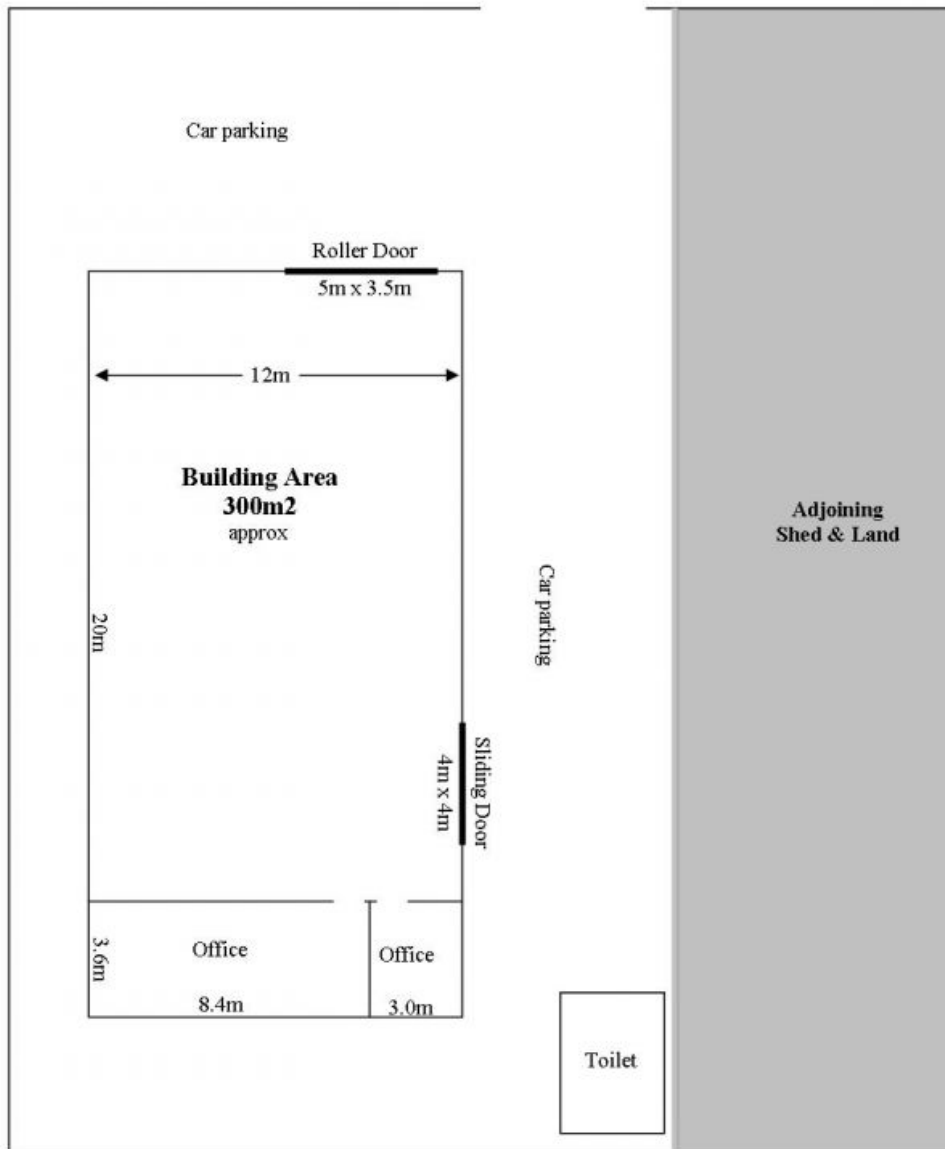 Car parking
Roller Door
5m x 3.5m
12m
Building Area
300m2
approx
Adjoining
Shed & Land
20m
Car parking
Sliding Door
4m x 4m
3.6m
Office
Office
8.4m
3.0m
Toilet